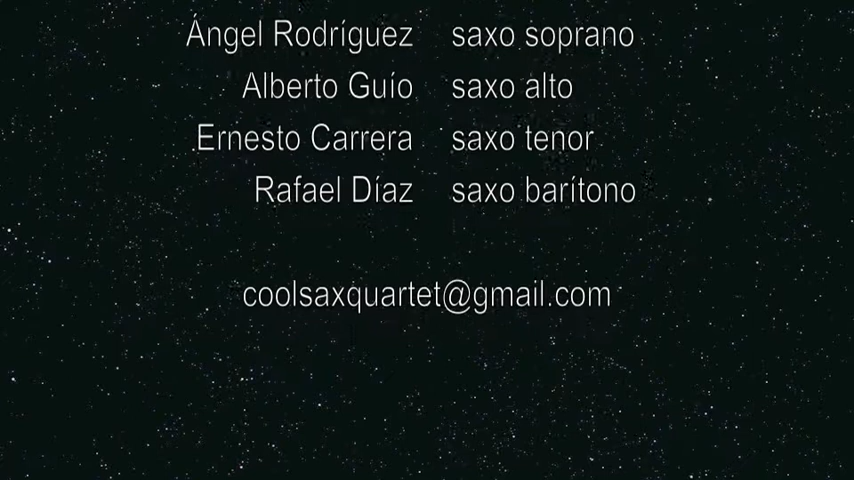 Ángel Rodríguez saxo soprano
Alberto Guío saxo alto
Ernesto Carrera saxo tenor
Rafael Díaz saxo barítono
coolsaxquartet@gmail.com